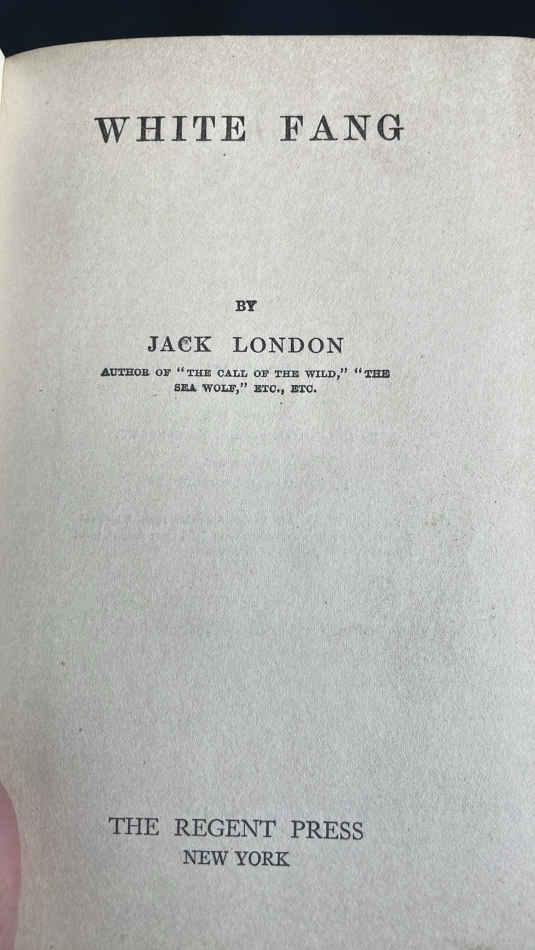 WHITE FANG
BY
JACK LONDON
AUTHOR OF “THE CALL OF THE WILD,” “THE
SEA WOLF,” ETC., ETC.
THE REGENT PRESS
NEW YORK